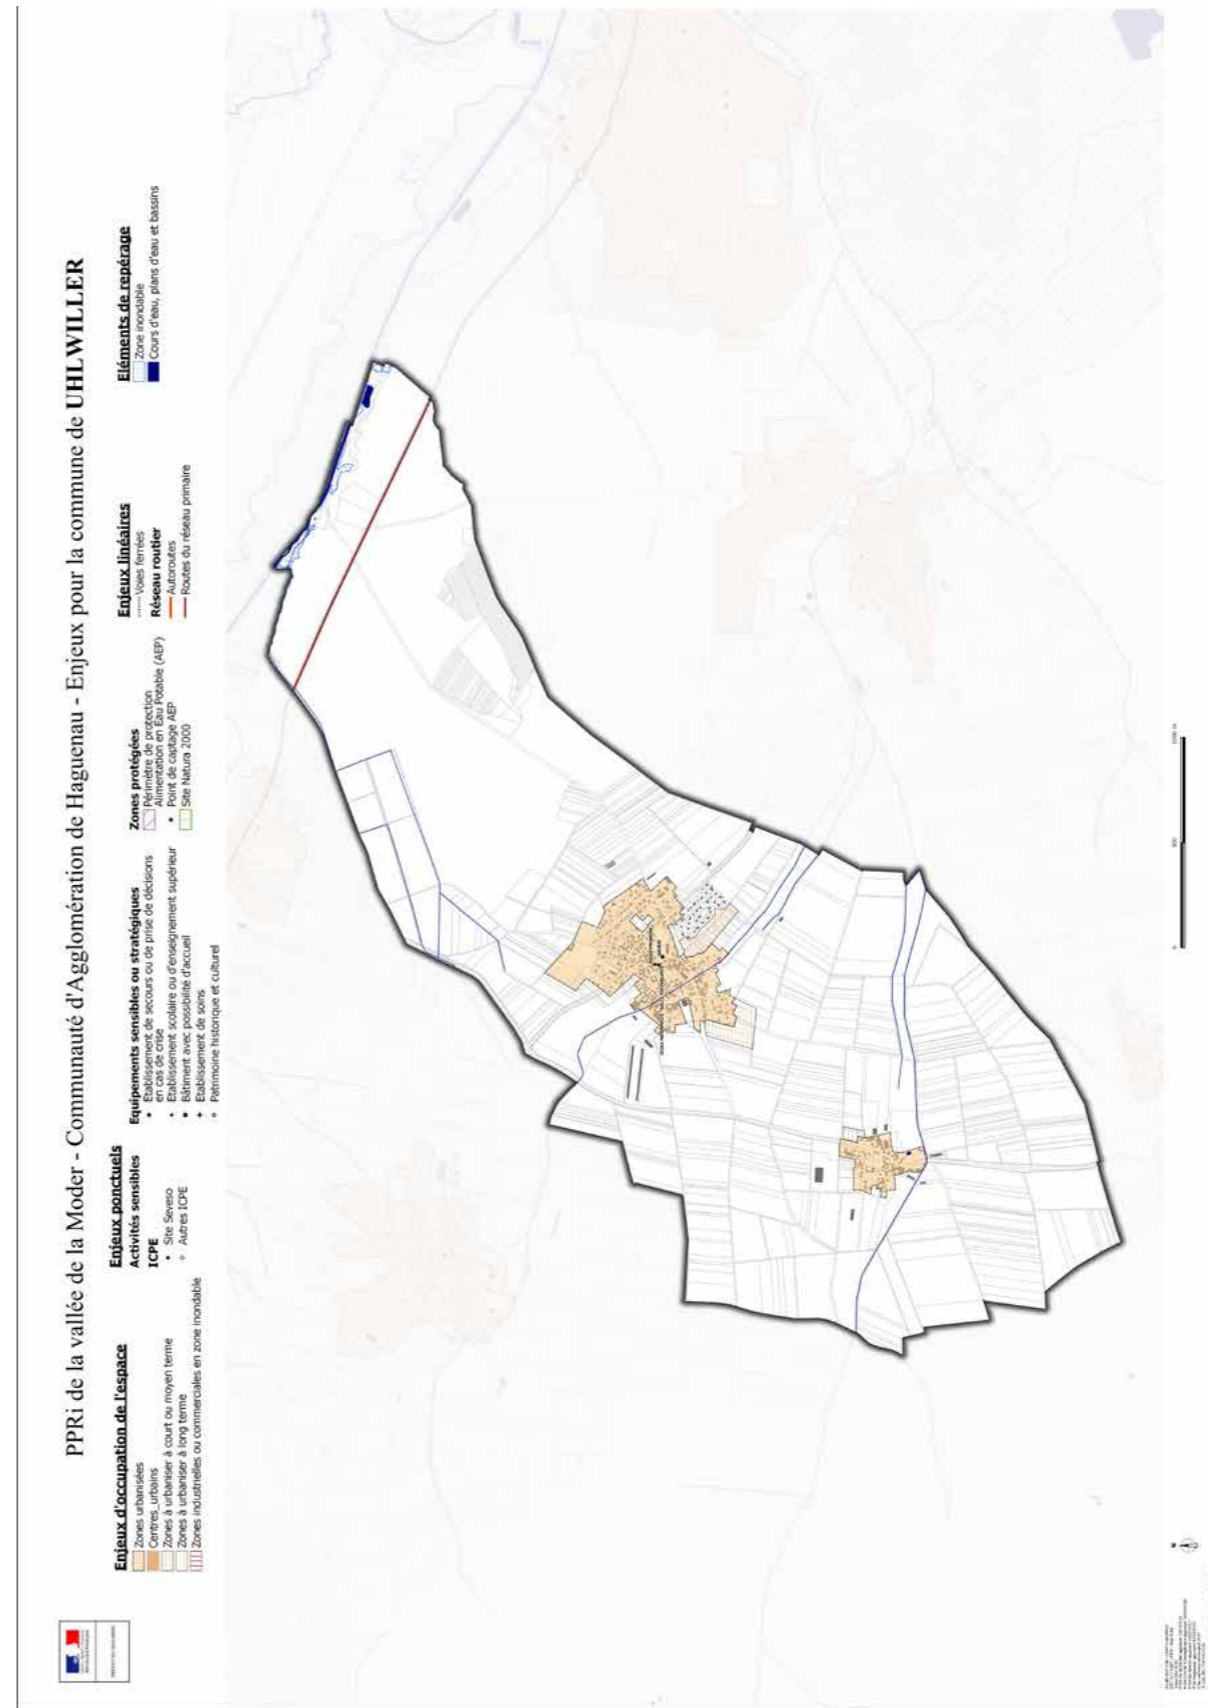 PPRi de la vallée de la Moder - Communauté d'Agglomération de Haguenau - Enjeux pour la commune de UHLWILLER
Enjeux d'occupation de l'espace
Zones urbanisées
Centres_urbains
Zones à urbaniser à court ou moyen terme
Zones à urbaniser à long terme
Zones industrielles ou commerciales en zone inondable
Enjeux ponctuels
Activités sensibles
ICPE
Site Seveso
Autres ICPE
Equipements sensibles ou stratégiques
Etablissement de secours ou de prise de décisions
en cas de crise
Etablissement scolaire ou d'enseignement supérieur
Bâtiment avec possibilité d'accueil
Etablissement de soins
Patrimoine historique et culturel
Zones protégées
Périmètre de protection
Alimentation en Eau Potable (AEP)
Point de captage AEP
Site Natura 2000
Enjeux linéaires
Voies ferrées
Réseau routier
Autoroutes
Routes du réseau primaire
Eléments de repérage
Zone inondable
Cours d'eau, plans d'eau et bassins